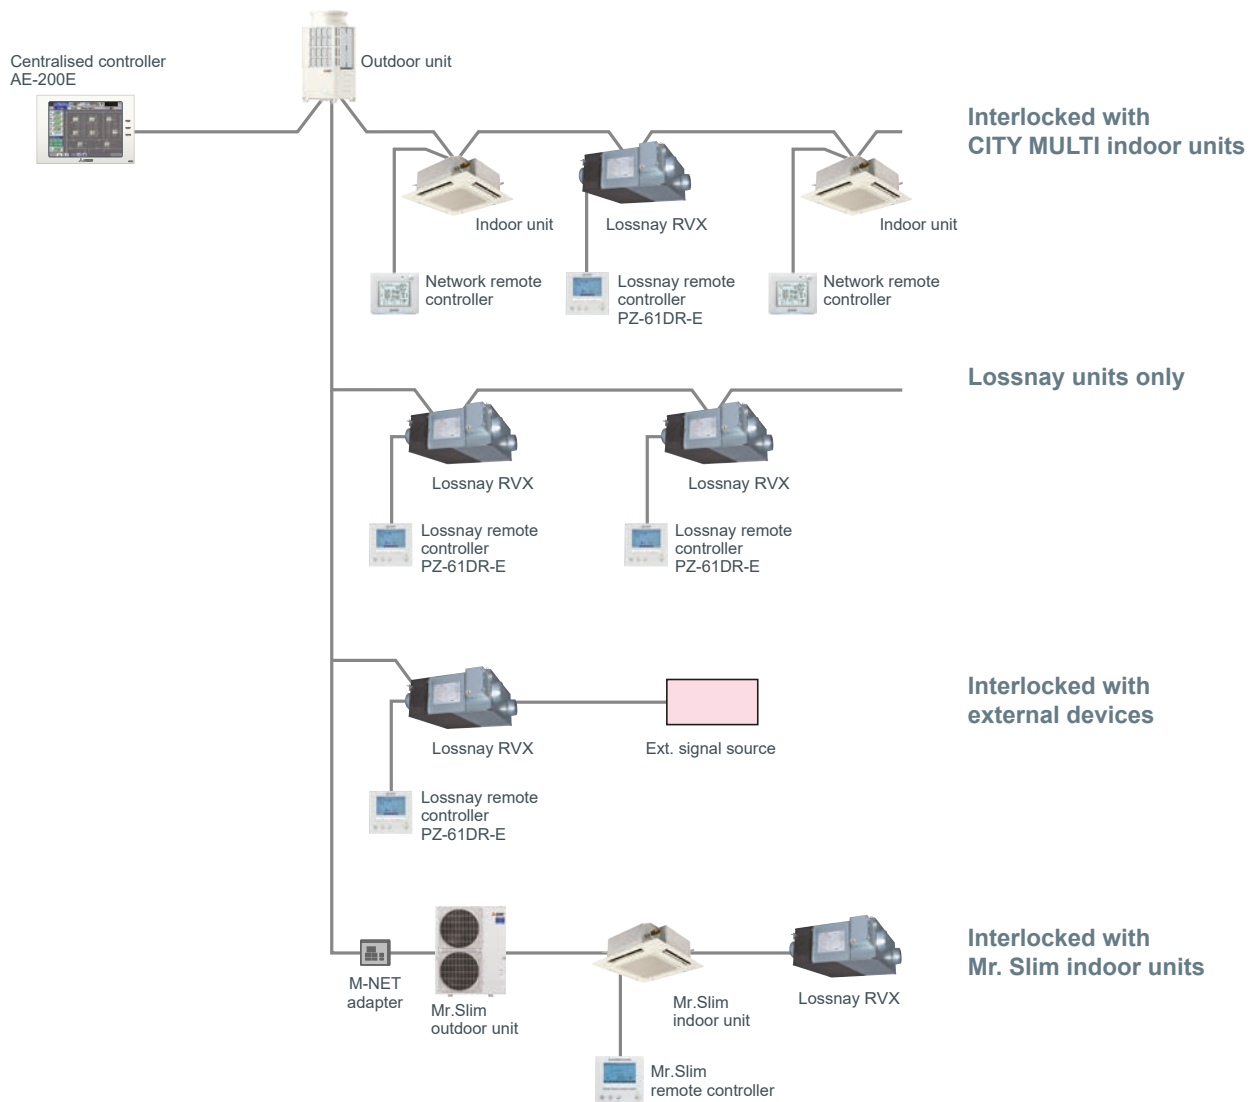 Centralised controller
AE-200E
Outdoor unit
Interlocked with
CITY MULTI indoor units
Indoor unit
Lossnay RVX
Indoor unit
Network remote
controller
Lossnay remote
controller
PZ-61DR-E
Network remote
controller
Lossnay units only
Lossnay RVX
Lossnay RVX
Lossnay remote
controller
PZ-61DR-E
Lossnay remote
controller
PZ-61DR-E
Interlocked with
external devices
Lossnay RVX
Ext. signal source
Lossnay remote
controller
PZ-61DR-E
Interlocked with
Mr. Slim indoor units
M-NET
adapter
Mr.Slim
outdoor unit
Mr.Slim
indoor unit
Lossnay RVX
Mr.Slim
remote controller